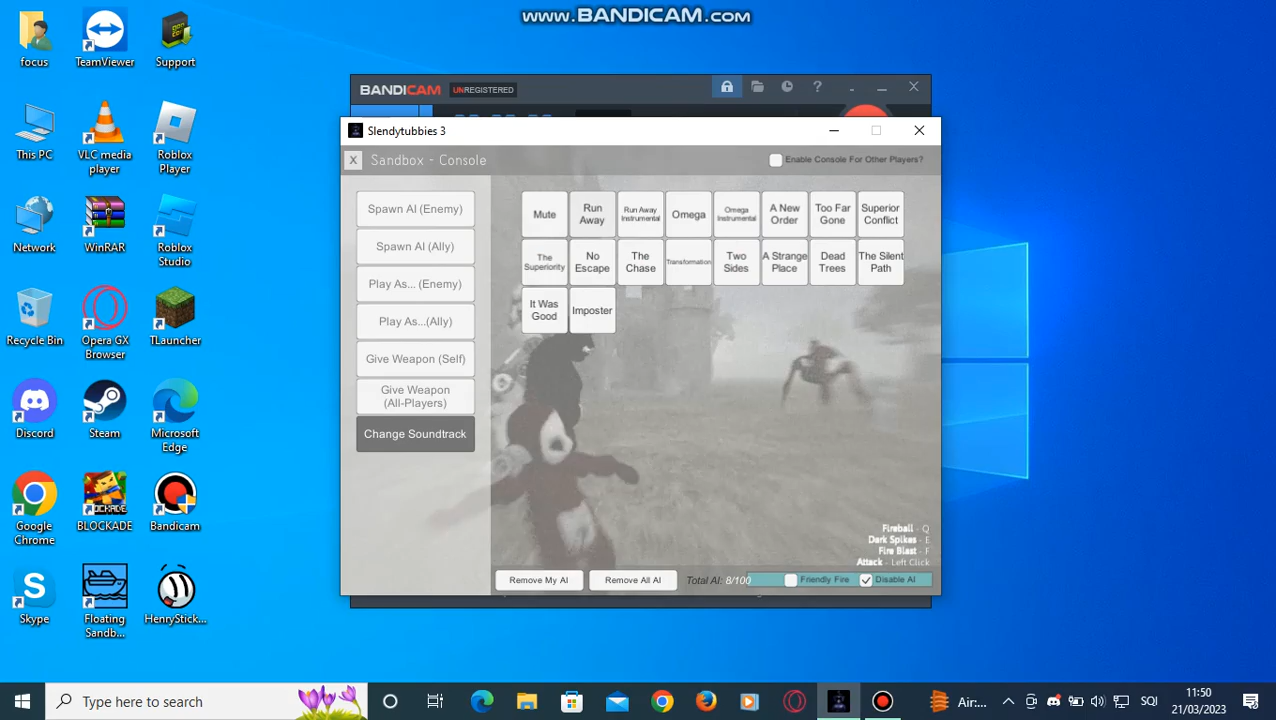 www.BANDICAM.com
focus
TeamViewer
Support
This PC
VLC media
player
Roblox
Player
Network
WinRAR
Roblox
Studio
Recycle Bin
Opera GX
Browser
TLauncher
Discord
Steam
Microsoft
Edge
Google
Chrome
BLOCKADE
Bandicam
Skype
Floating
Sandb...
HenryStick...
BANDICAM UNREGISTERED
?
Slendytubbies 3
X Sandbox - Console
Enable Console For Other Players?
Spawn AI (Enemy)
Spawn AI (Ally)
Play As... (Enemy)
Play As...(Ally)
Give Weapon (Self)
Give Weapon
(All-Players)
Change Soundtrack
Mute
Run
Away
Run Away
Instrumental
Omega
Omega
Instrumental
A New
Order
Too Far
Gone
Superior
Conflict
The
Superiority
No
Escape
The
Chase
Transformation
Two
Sides
A Strange
Place
Dead
Trees
The Silent
Path
It Was
Good
Imposter
Fireball - Q
Dark Spikes - E
Fire Blast - F
Attack - Left Click
Remove My AI
Remove All AI
Total AI: 8/100
Friendly Fire
Disable AI
Type here to search
Air:...
SQI
11:50
21/03/2023